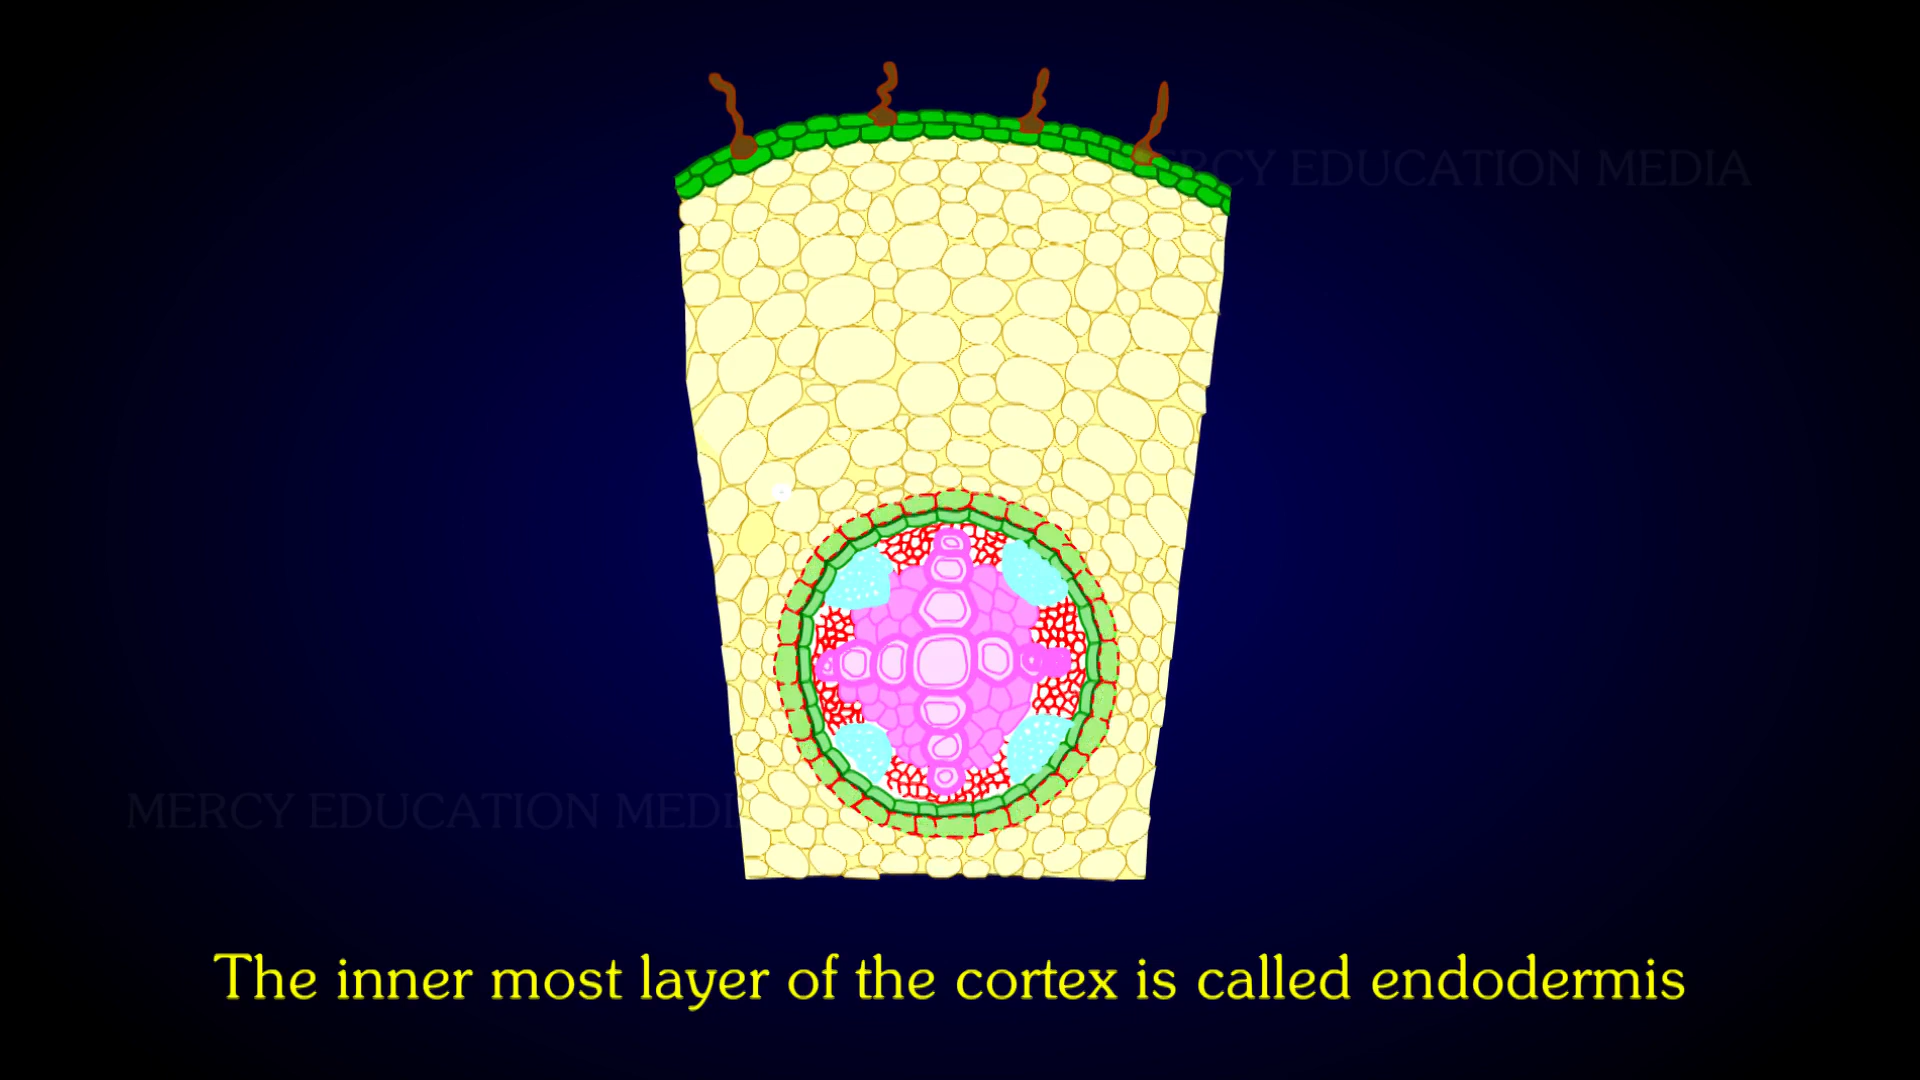 RCY EDUCATION MEDIA
MERCY EDUCATION MEDI
The inner most layer of the cortex is called endodermis